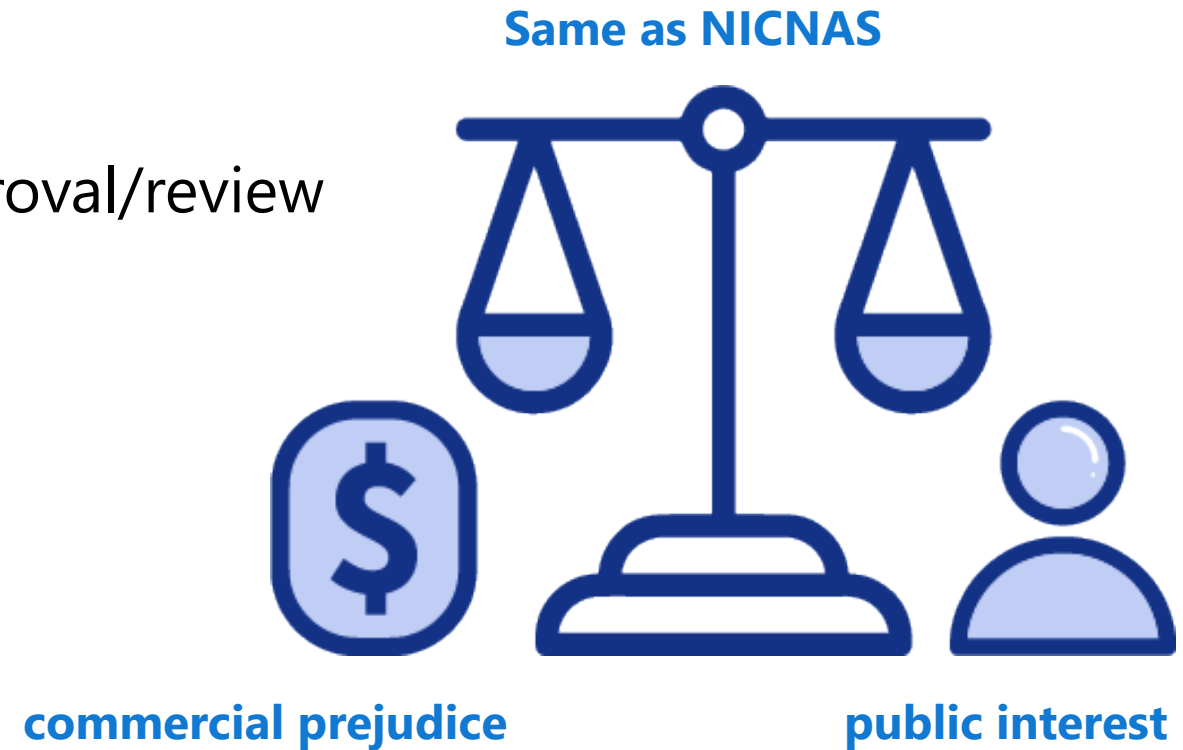 Same as NICNAS
roval/review
$
commercial prejudice
public interest